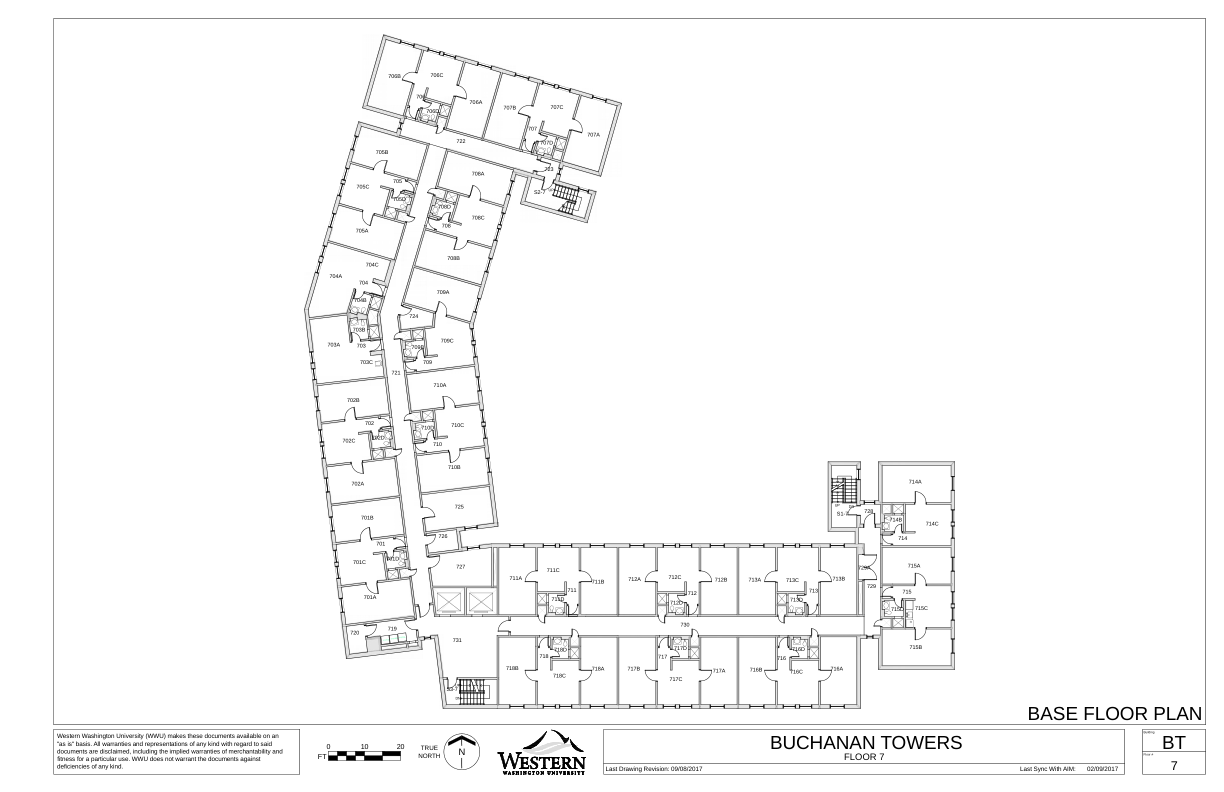 706B
706C
706
706D
706A
707B
707C
707
707D
707A
722
723
S2-7
705B
705
705C
705D
705A
708A
708D
708C
708
708B
704C
704A
704
704B
709A
724
703B
703A
703
703C
709C
709
721
702B
702
702C
702D
702A
710A
710D
710C
710
710B
701B
701
701C
701D
701A
725
726
727
720
719
731
711A
711C
711
711B
711D
712A
712C
712
712B
712D
713A
713C
713
713B
713D
730
718B
718
718D
718C
718A
717B
717
717D
717C
717A
716B
716
716D
716C
716A
714A
728
714B
714C
714
715A
729
715
715D
715C
715B
BASE FLOOR PLAN
Western Washington University (WWU) makes these documents available on an
"as is" basis. All warranties and representations of any kind with regard to said
documents are disclaimed, including the implied warranties of merchantability and
fitness for a particular use. WWU does not warrant the documents against
deficiencies of any kind.
0 10 20
FT
TRUE
NORTH
N
WESTERN
WASHINGTON UNIVERSITY
BUCHANAN TOWERS
FLOOR 7
Last Drawing Revision: 09/08/2017
Last Sync With AIM: 02/09/2017
BT
7